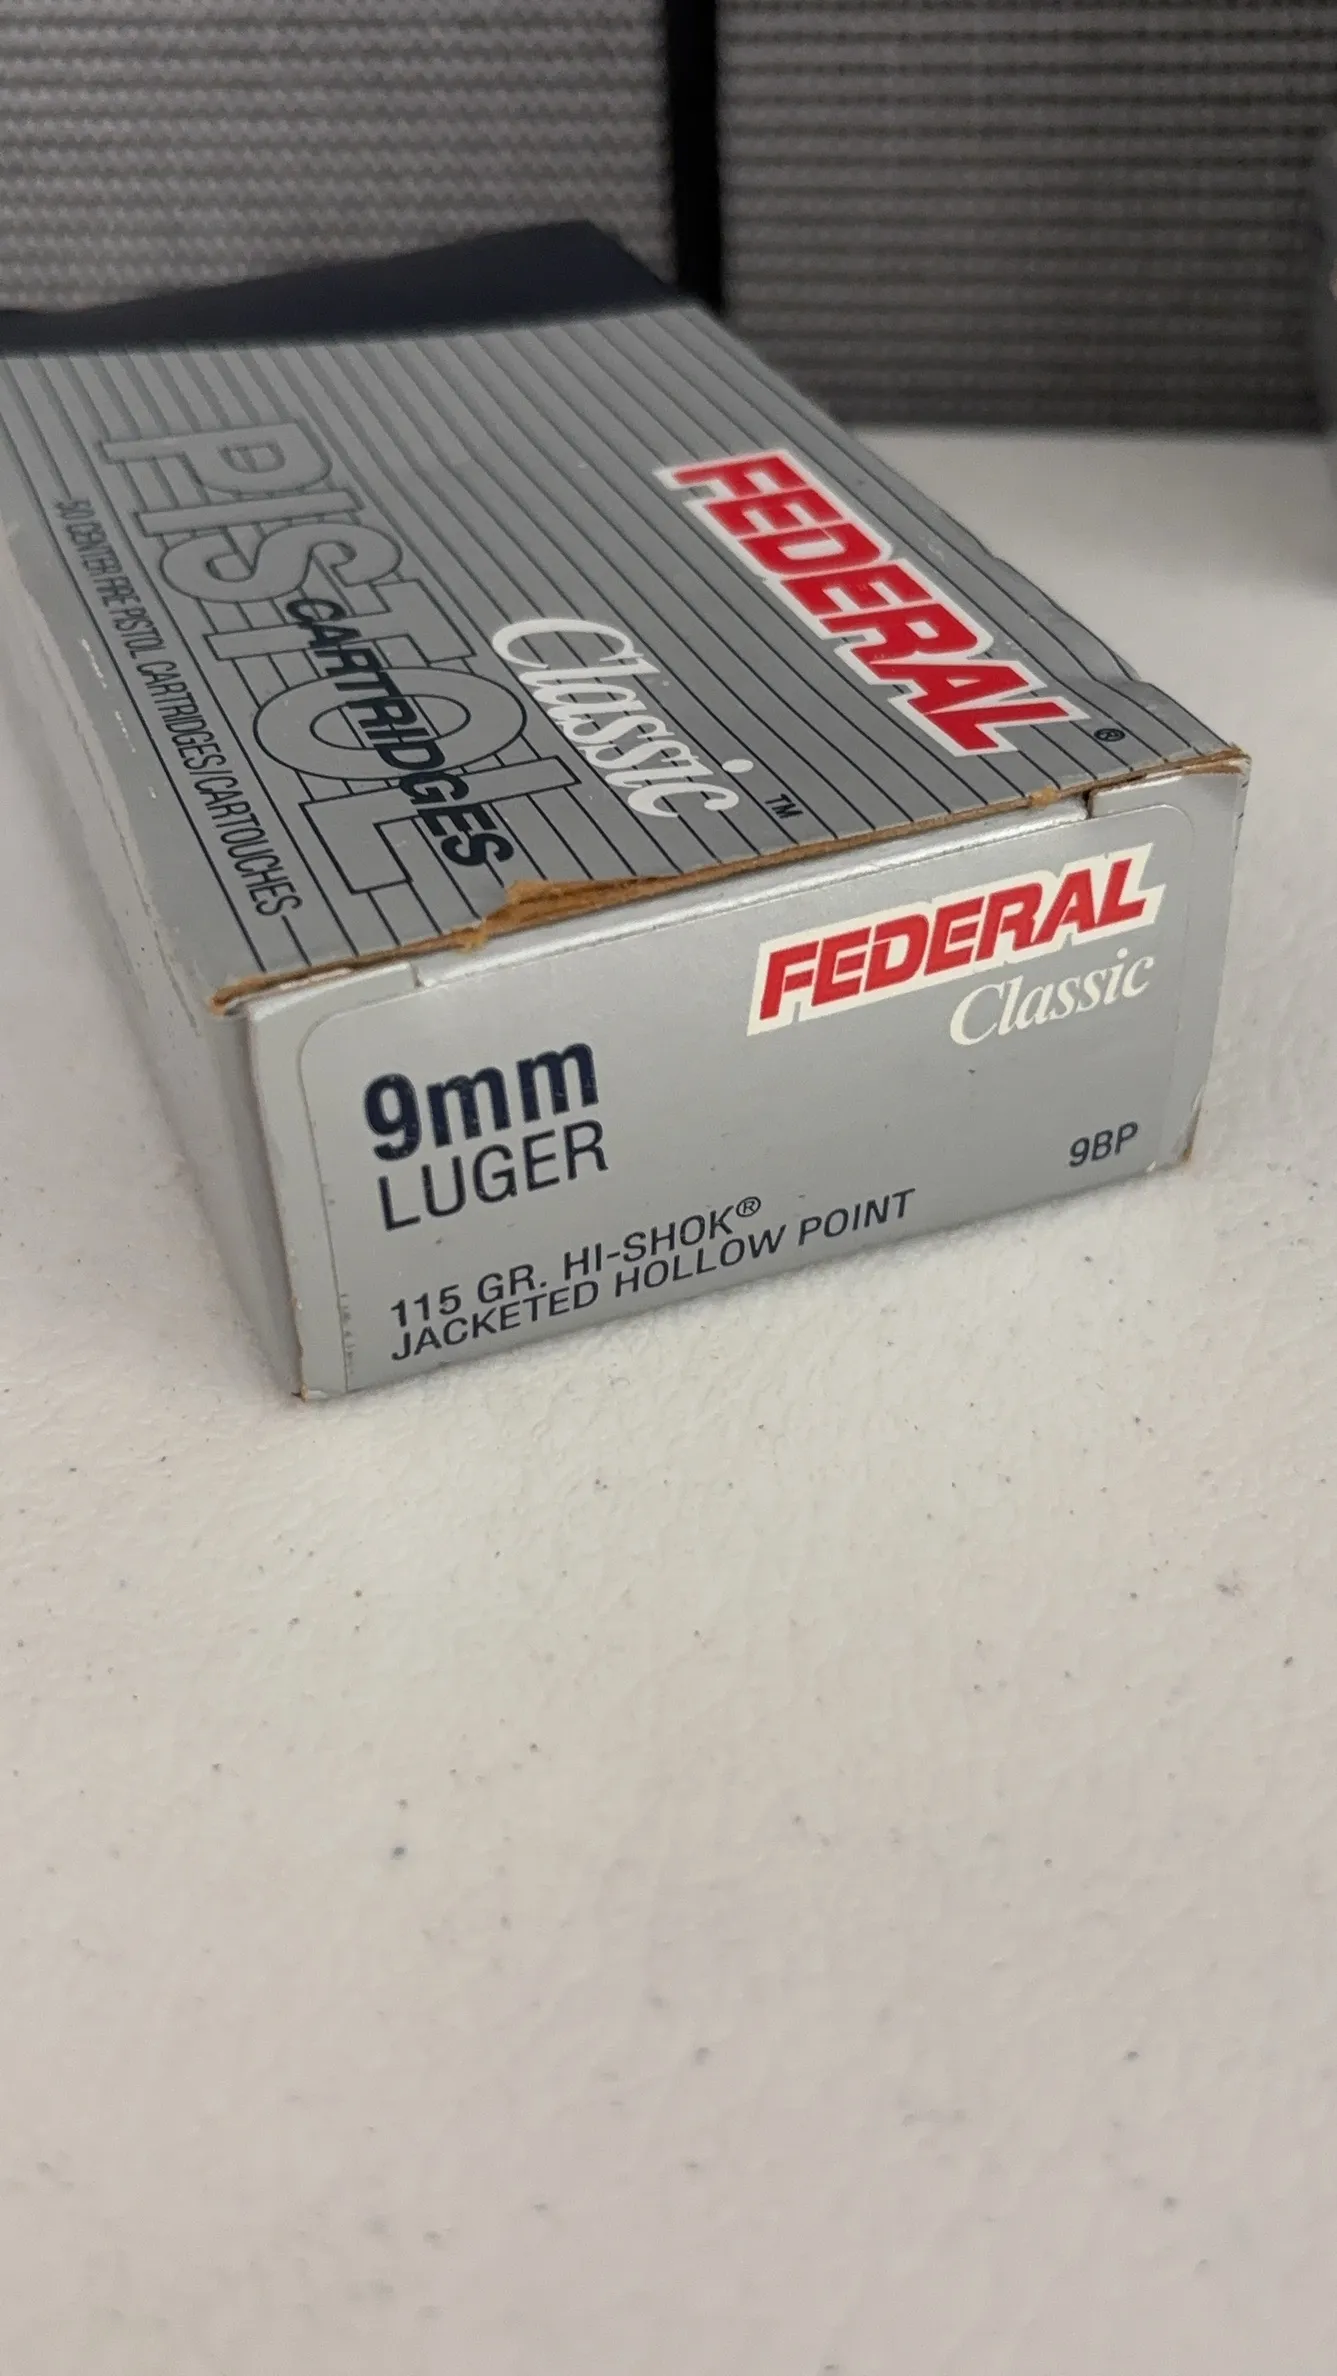 FEDERAL®
Classic™
PISTOL
CARTRIDGES
50 CENTER FIRE PISTOL CARTRIDGES/CARTOUCHES
FEDERAL
Classic
9mm
LUGER
9BP
115 GR. HI-SHOK®
JACKETED HOLLOW POINT